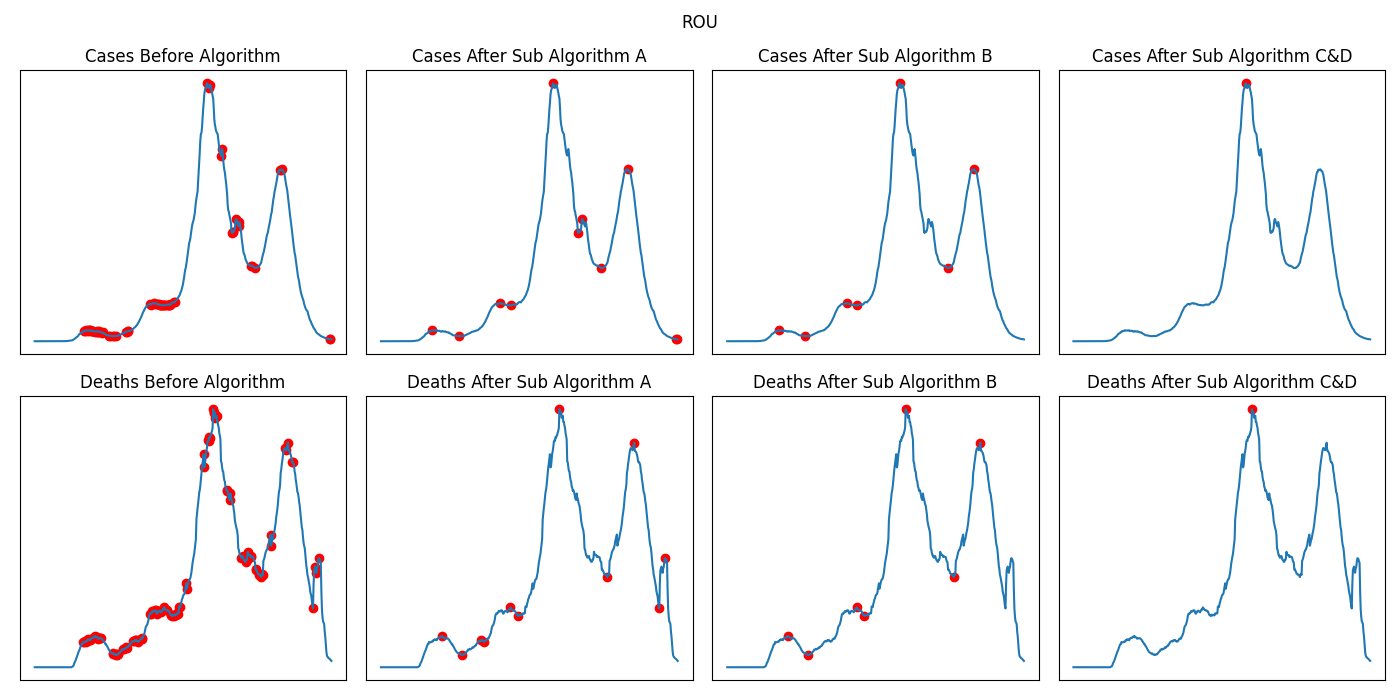 ROU
Cases Before Algorithm
Cases After Sub Algorithm A
Cases After Sub Algorithm B
Cases After Sub Algorithm C&D
Deaths Before Algorithm
Deaths After Sub Algorithm A
Deaths After Sub Algorithm B
Deaths After Sub Algorithm C&D